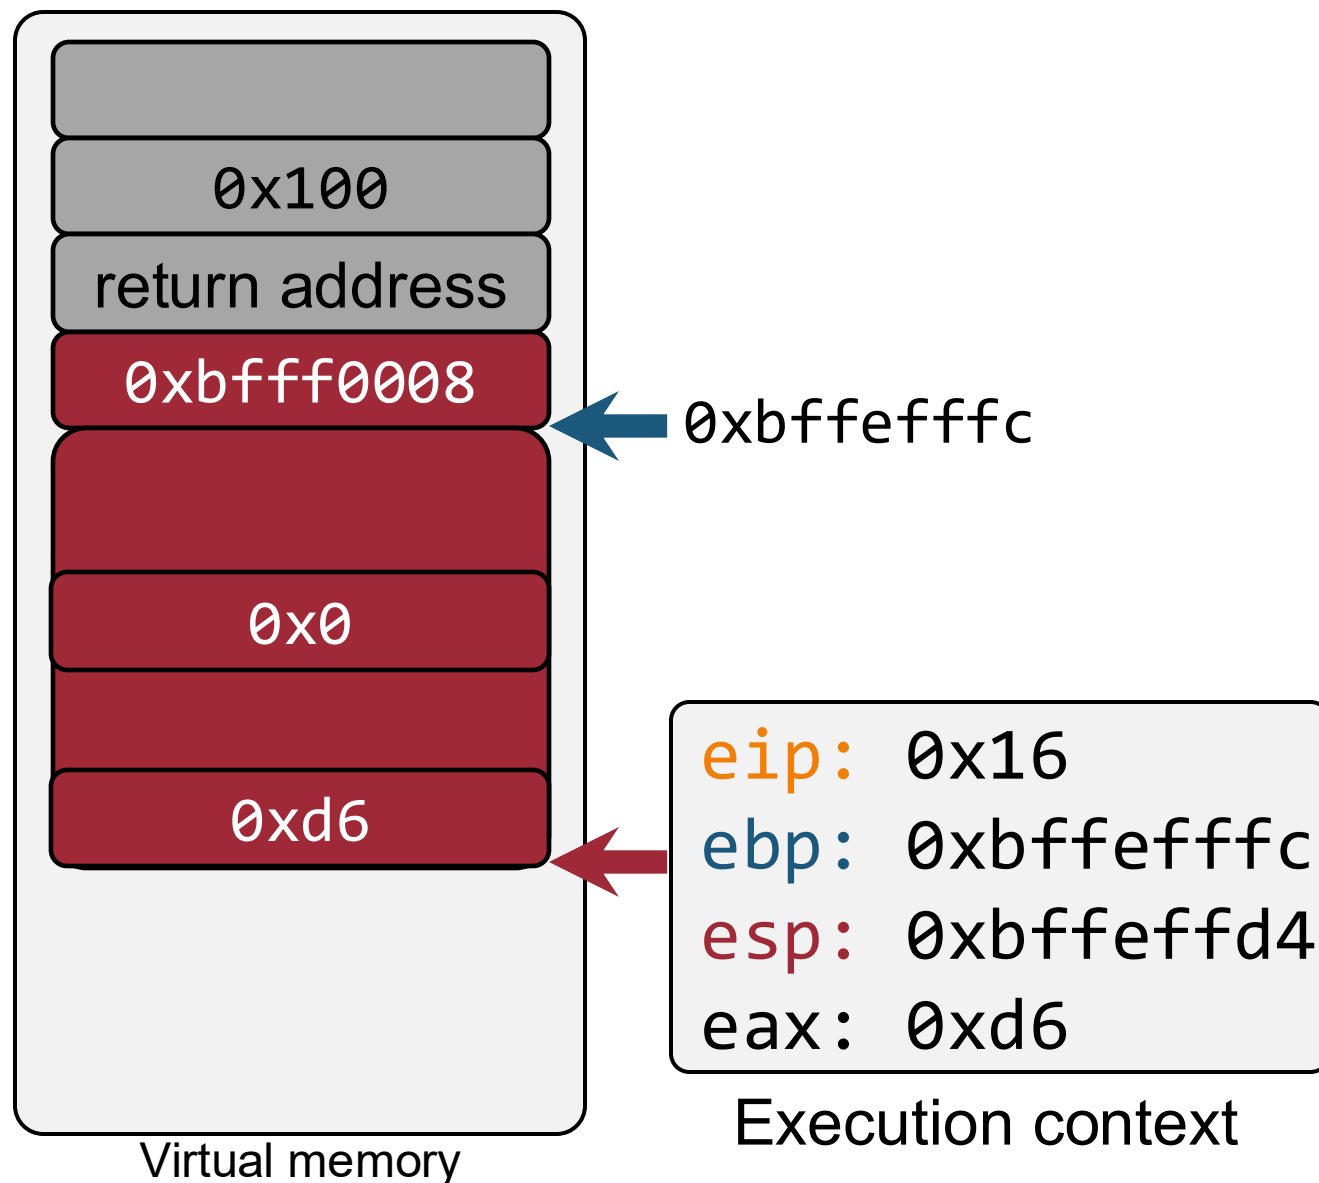 0x100
return address
0xbfff0008
0xbffefffc
0x0
0xd6
eip: 0x16
ebp: 0xbffefffc
esp: 0xbffeffd4
eax: 0xd6
Execution context
Virtual memory